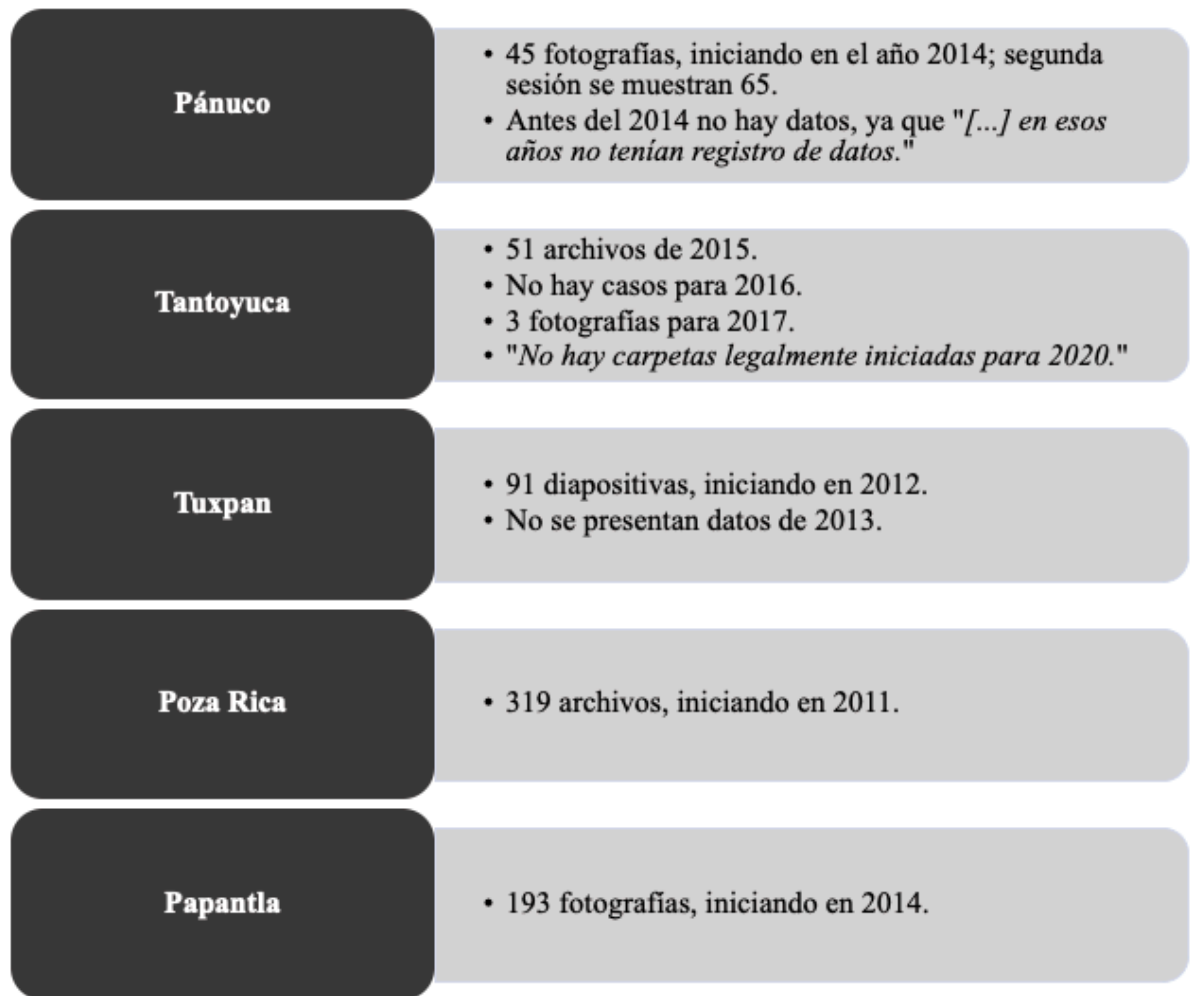 Pánuco
• 45 fotografías, iniciando en el año 2014; segunda
sesión se muestran 65.
• Antes del 2014 no hay datos, ya que "[...] en esos
años no tenían registro de datos."
Tantoyuca
• 51 archivos de 2015.
• No hay casos para 2016.
• 3 fotografías para 2017.
• "No hay carpetas legalmente iniciadas para 2020."
Tuxpan
• 91 diapositivas, iniciando en 2012.
• No se presentan datos de 2013.
Poza Rica
• 319 archivos, iniciando en 2011.
Papantla
• 193 fotografías, iniciando en 2014.